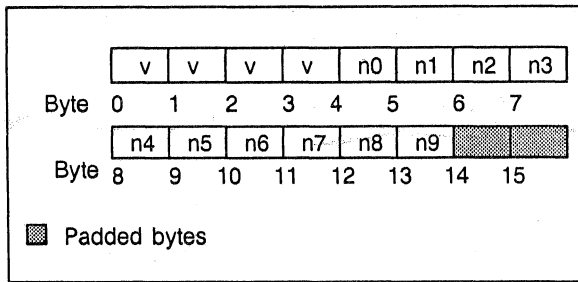 v v v v n0 n1 n2 n3
Byte 0 1 2 3 4 5 6 7
n4 n5 n6 n7 n8 n9
Byte 8 9 10 11 12 13 14 15
Padded bytes